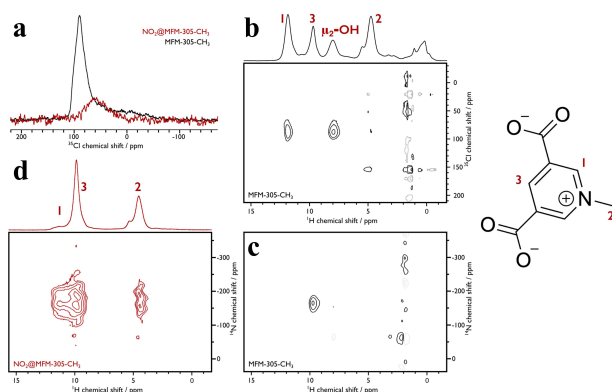 a
NO₂@MFM-305-CH₃
MFM-305-CH₃
200 100 0 -100
³⁵Cl chemical shift / ppm
b
1 3 μ₂-OH 2
0
50
100
150
200
³⁵Cl chemical shift / ppm
MFM-305-CH₃
15 10 5 0
¹H chemical shift / ppm
d
1 3 2
-300
-200
-100
0
¹⁴N chemical shift / ppm
NO₂@MFM-305-CH₃
15 10 5 0
¹H chemical shift / ppm
c
-300
-200
-100
0
¹⁴N chemical shift / ppm
MFM-305-CH₃
15 10 5 0
¹H chemical shift / ppm
O⁻ O
1
3
N⁺
2
O
O⁻